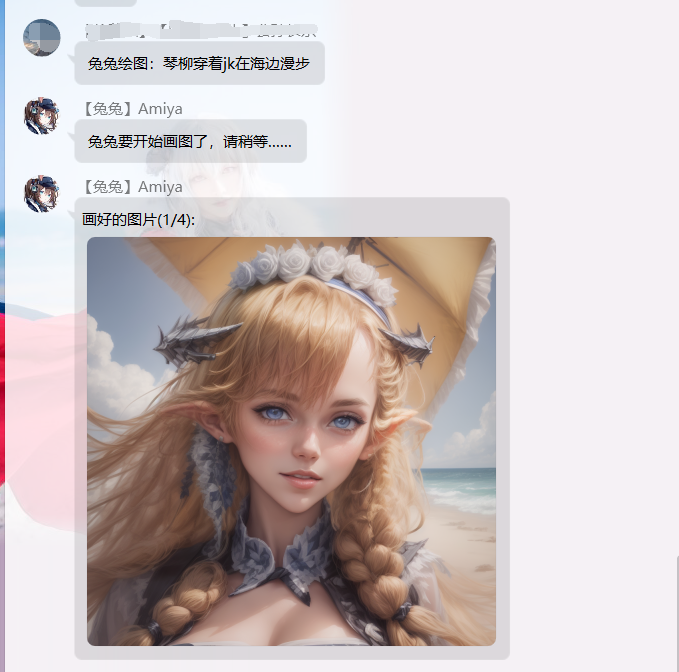 兔兔绘图：琴柳穿着jk在海边漫步
【兔兔】Amiya
兔兔要开始画图了，请稍等......
【兔兔】Amiya
画好的图片(1/4):